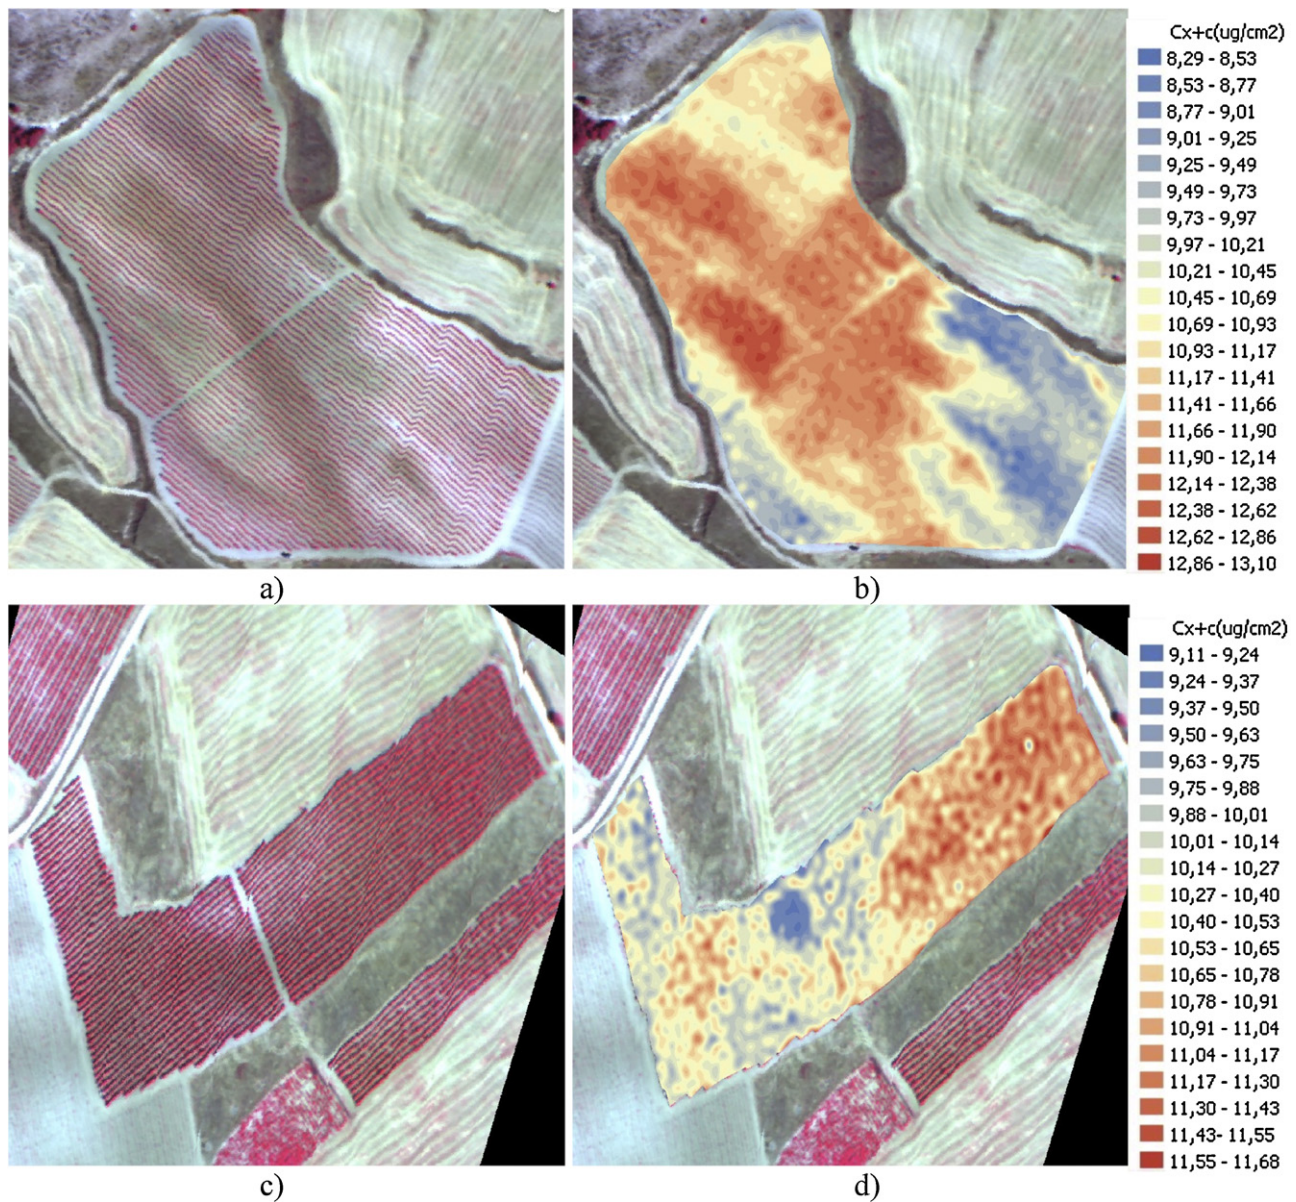 Cx+c(ug/cm2)
8,29 - 8,53
8,53 - 8,77
8,77 - 9,01
9,01 - 9,25
9,25 - 9,49
9,49 - 9,73
9,73 - 9,97
9,97 - 10,21
10,21 - 10,45
10,45 - 10,69
10,69 - 10,93
10,93 - 11,17
11,17 - 11,41
11,41 - 11,66
11,66 - 11,90
11,90 - 12,14
12,14 - 12,38
12,38 - 12,62
12,62 - 12,86
12,86 - 13,10
a) b)
Cx+c(ug/cm2)
9,11 - 9,24
9,24 - 9,37
9,37 - 9,50
9,50 - 9,63
9,63 - 9,75
9,75 - 9,88
9,88 - 10,01
10,01 - 10,14
10,14 - 10,27
10,27 - 10,40
10,40 - 10,53
10,53 - 10,65
10,65 - 10,78
10,78 - 10,91
10,91 - 11,04
11,04 - 11,17
11,17 - 11,30
11,30 - 11,43
11,43- 11,55
11,55 - 11,68
c) d)